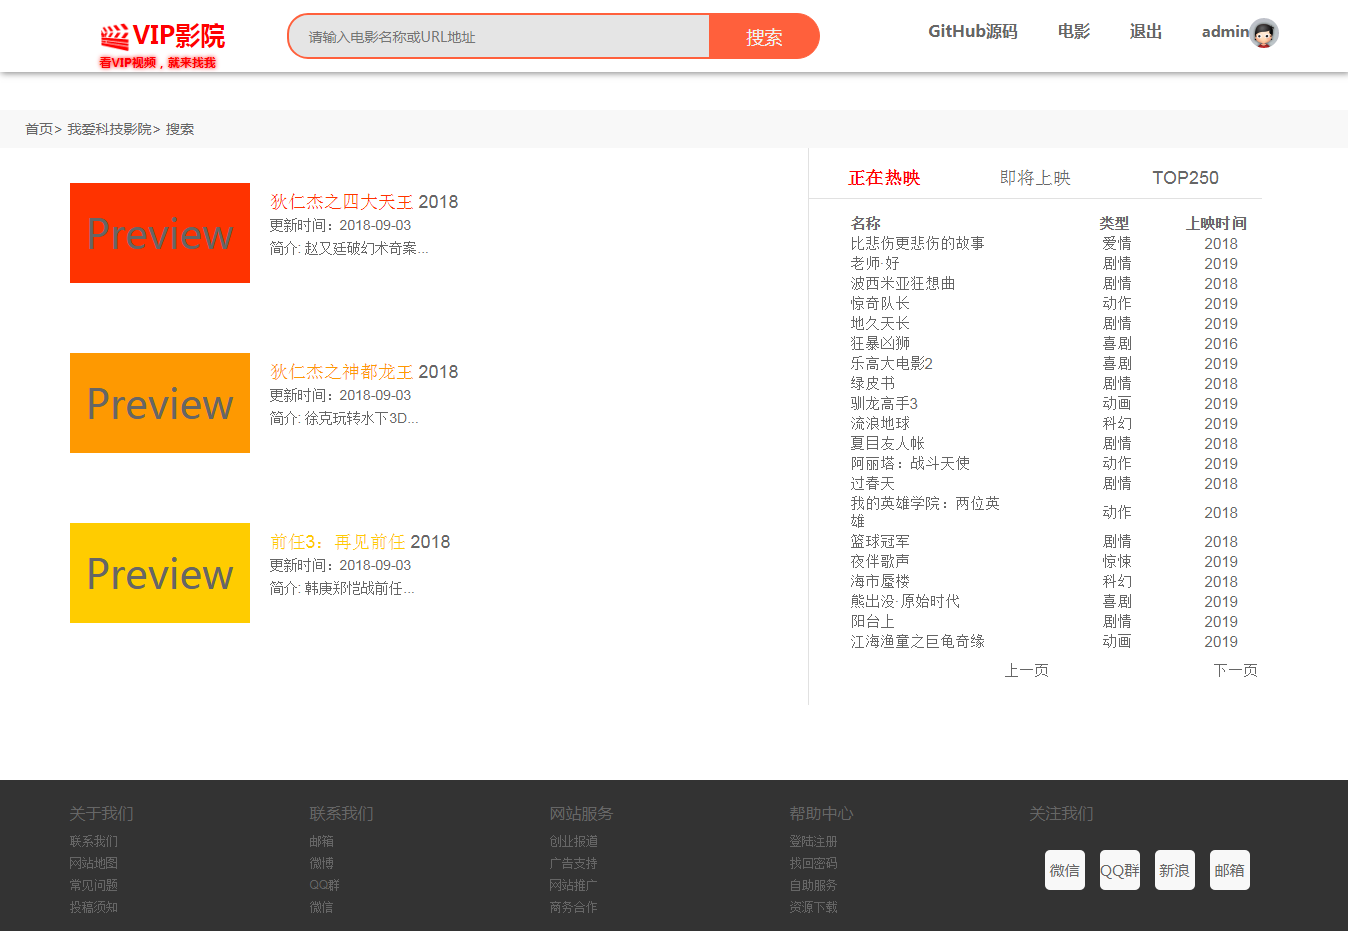 VIP影院
看VIP视频，就来找我
请输入电影名称或URL地址
搜索
GitHub源码 电影 退出 admin
首页> 我爱科技影院> 搜索
Preview
狄仁杰之四大天王 2018
更新时间：2018-09-03
简介: 赵又廷破幻术奇案...
Preview
狄仁杰之神都龙王 2018
更新时间：2018-09-03
简介: 徐克玩转水下3D...
Preview
前任3：再见前任 2018
更新时间：2018-09-03
简介: 韩庚郑恺战前任...
正在热映 即将上映 TOP250
名称 类型 上映时间
比悲伤更悲伤的故事 爱情 2018
老师·好 剧情 2019
波西米亚狂想曲 剧情 2018
惊奇队长 动作 2019
地久天长 剧情 2019
狂暴凶狮 喜剧 2016
乐高大电影2 喜剧 2019
绿皮书 剧情 2018
驯龙高手3 动画 2019
流浪地球 科幻 2019
夏目友人帐 剧情 2018
阿丽塔：战斗天使 动作 2019
过春天 剧情 2018
我的英雄学院：两位英
雄 动作 2018
篮球冠军 剧情 2018
夜伴歌声 惊悚 2019
海市蜃楼 科幻 2018
熊出没·原始时代 喜剧 2019
阳台上 剧情 2019
江海渔童之巨龟奇缘 动画 2019
上一页 下一页
关于我们
联系我们
网站地图
常见问题
投稿须知
联系我们
邮箱
微博
QQ群
微信
网站服务
创业报道
广告支持
网站推广
商务合作
帮助中心
登陆注册
找回密码
自助服务
资源下载
关注我们
微信 QQ群 新浪 邮箱